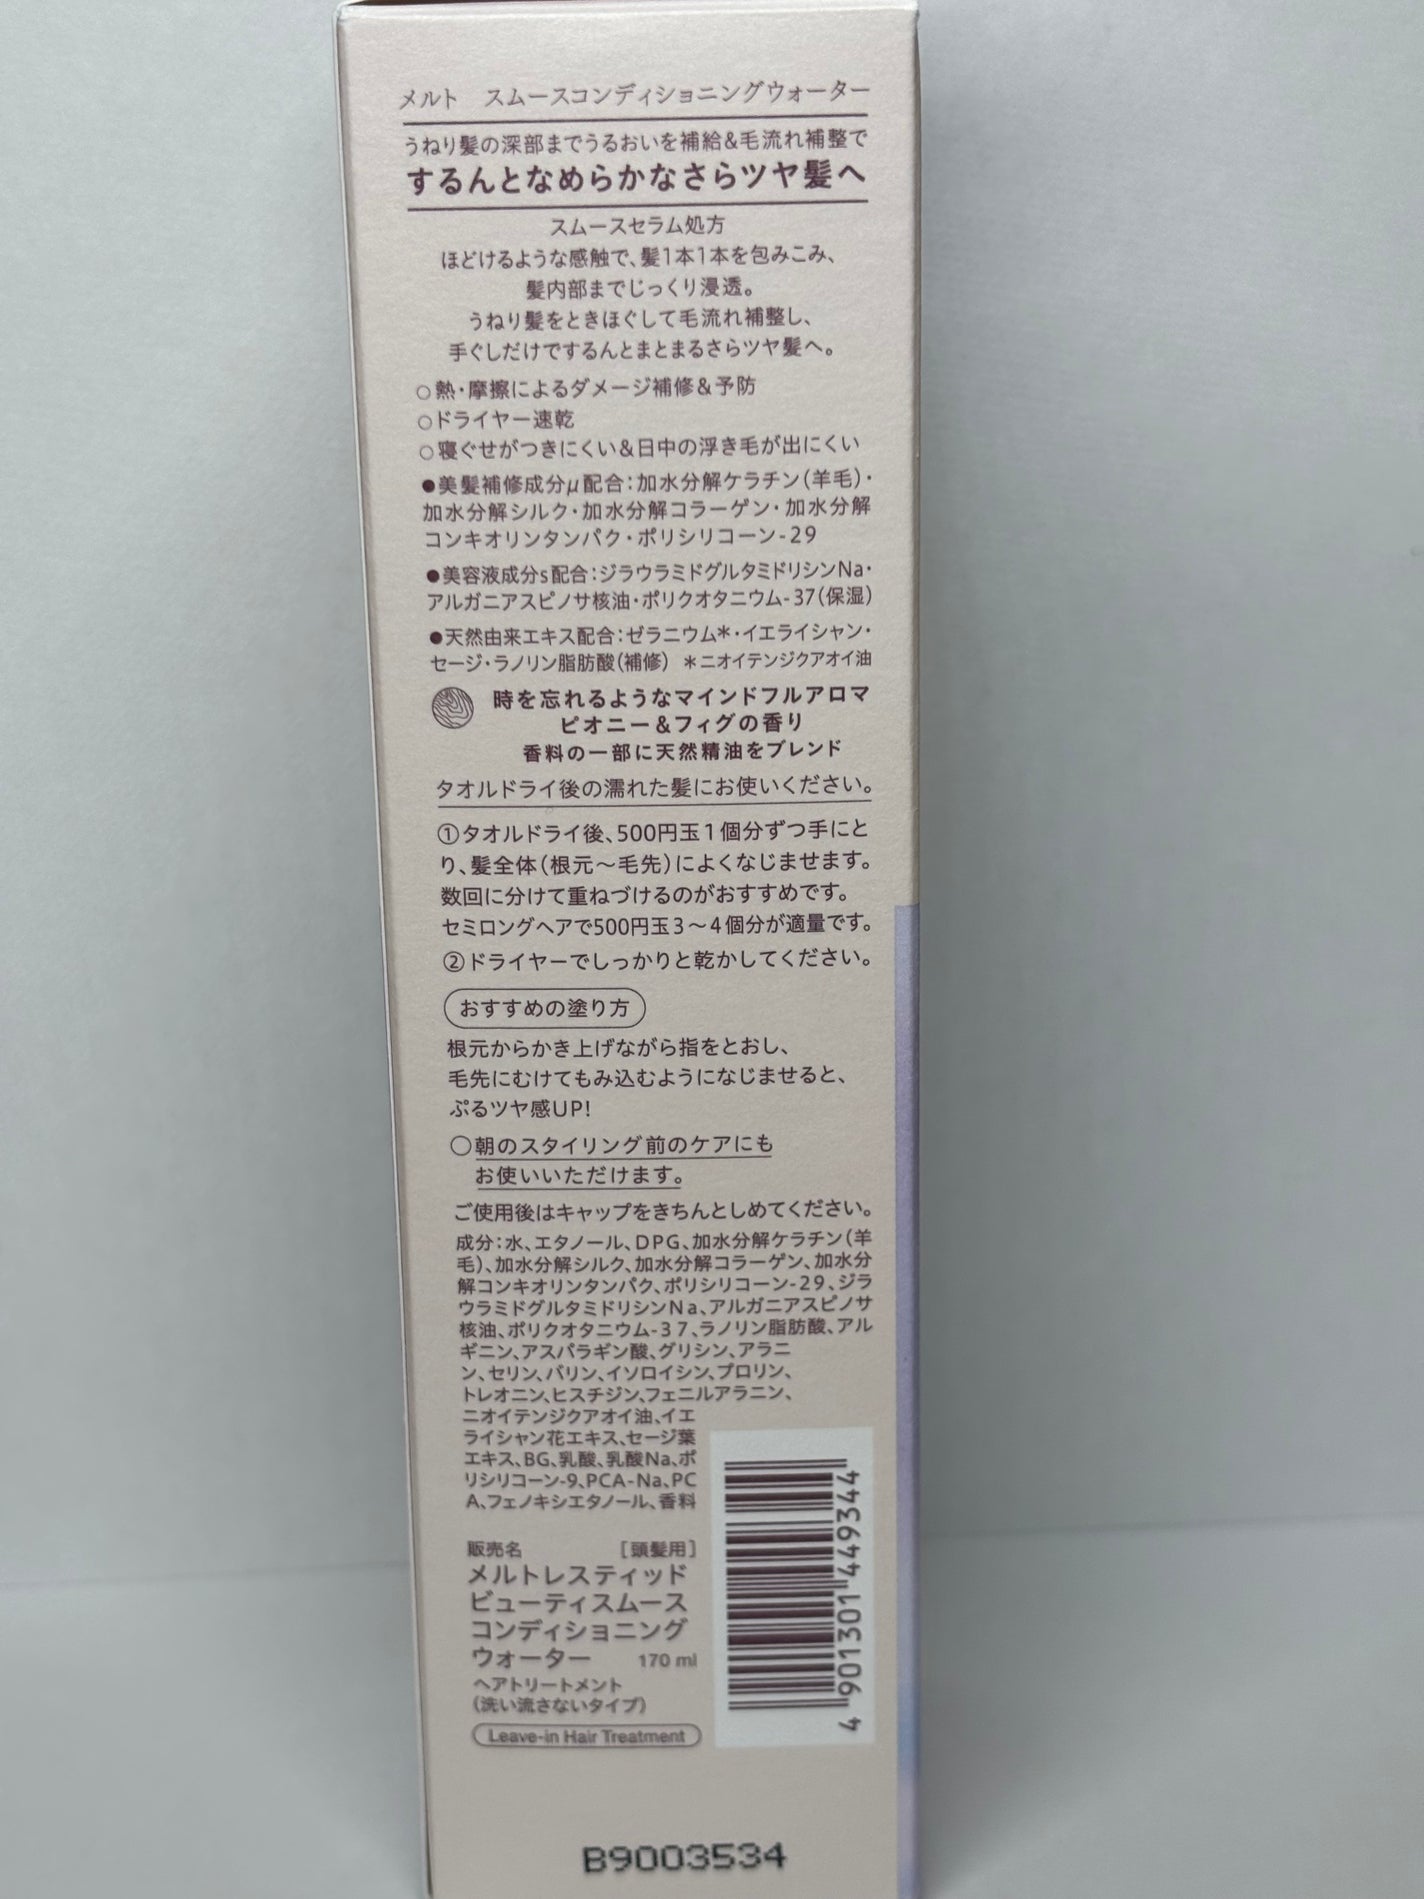 メルト　スムースコンディショニングウォーター
うねり髪の深部までうるおいを補給&毛流れ補整で
するんとなめらかなさらツヤ髪へ
スムースセラム処方
ほどけるような感触で、髪1本1本を包みこみ、
髪内部までじっくり浸透。
うねり髪をときほぐして毛流れ補整し、
手ぐしだけでするんとまとまるさらツヤ髪へ。
○熱・摩擦によるダメージ補修&予防
○ドライヤー速乾
○寝ぐせがつきにくい&日中の浮き毛が出にくい
●美髪補修成分μ配合:加水分解ケラチン(羊毛)・
加水分解シルク・加水分解コラーゲン・加水分解
コンキオリンタンパク・ポリシリコーン-29
●美容液成分s配合:ジラウラミドグルタミドリシンNa・
アルガニアスピノサ核油・ポリクオタニウム-37(保湿)
●天然由来エキス配合:ゼラニウム*・イエライシャン・
セージ・ラノリン脂肪酸(補修)　*ニオイテンジクアオイ油
時を忘れるようなマインドフルアロマ
ピオニー&フィグの香り
香料の一部に天然精油をブレンド
タオルドライ後の濡れた髪にお使いください。
①タオルドライ後、500円玉1個分ずつ手にと
り、髪全体(根元〜毛先)によくなじませます。
数回に分けて重ねづけるのがおすすめです。
セミロングヘアで500円玉3〜4個分が適量です。
②ドライヤーでしっかりと乾かしてください。
おすすめの塗り方
根元からかき上げながら指をとおし、
毛先にむけてもみ込むようになじませると、
ぷるツヤ感UP!
○朝のスタイリング前のケアにも
お使いいただけます。
ご使用後はキャップをきちんとしめてください。
成分:水、エタノール、DPG、加水分解ケラチン(羊
毛)、加水分解シルク、加水分解コラーゲン、加水分
解コンキオリンタンパク、ポリシリコーン-29、ジラ
ウラミドグルタミドリシンNa、アルガニアスピノサ
核油、ポリクオタニウム-37、ラノリン脂肪酸、アル
ギニン、アスパラギン酸、グリシン、アラニ
ン、セリン、バリン、イソロイシン、プロリン、
トレオニン、ヒスチジン、フェニルアラニン、
ニオイテンジクアオイ油、イエ
ライシャン花エキス、セージ葉
エキス、BG、乳酸、乳酸Na、ポ
リシリコーン-9、PCA-Na、PC
A、フェノキシエタノール、香料
販売名　[頭髪用]
メルトレスティッド
ビューティスムース
コンディショニング
ウォーター　170 ml
ヘアトリートメント
(洗い流さないタイプ)
Leave-in Hair Treatment
4 901301 449344
B9003534